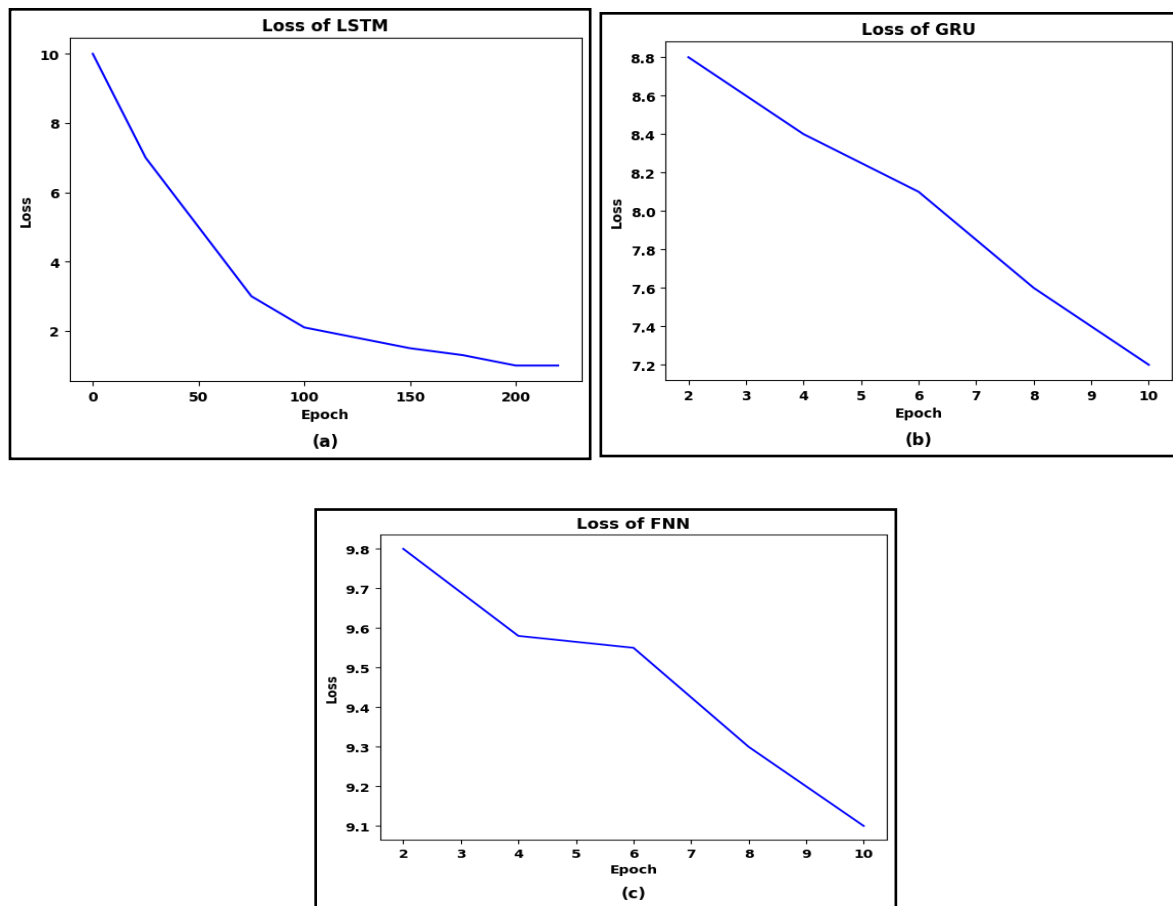 Loss of LSTM
10
8
6
4
2
Loss
0 50 100 150 200
Epoch
(a)
Loss of GRU
8.8
8.6
8.4
8.2
8.0
7.8
7.6
7.4
7.2
Loss
2 3 4 5 6 7 8 9 10
Epoch
(b)
Loss of FNN
9.8
9.7
9.6
9.5
9.4
9.3
9.2
9.1
Loss
2 3 4 5 6 7 8 9 10
Epoch
(c)